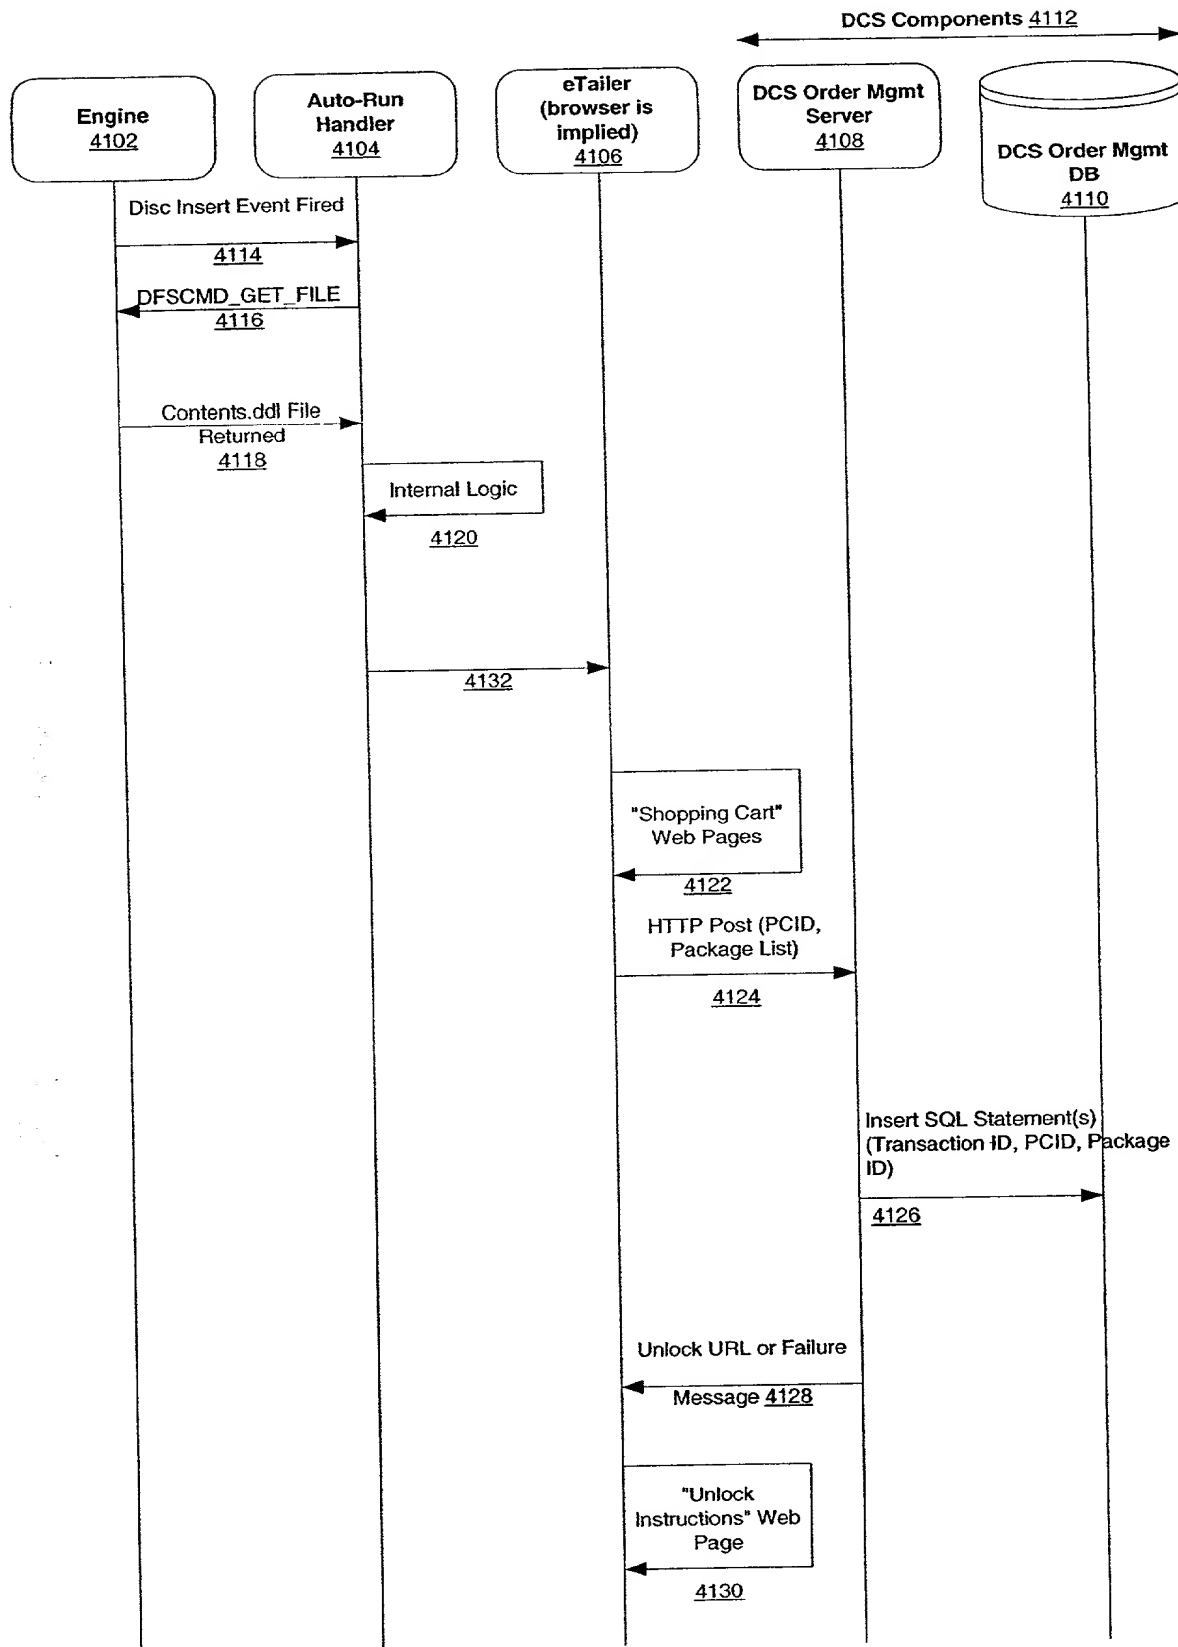 DCS Components 4112
Engine
4102
Auto-Run
Handler
4104
eTailer
(browser is
implied)
4106
DCS Order Mgmt
Server
4108
DCS Order Mgmt
DB
4110
Disc Insert Event Fired
4114
DFSCMD_GET_FILE
4116
Contents.ddl File
Returned
4118
Internal Logic
4120
4132
"Shopping Cart"
Web Pages
4122
HTTP Post (PCID,
Package List)
4124
Insert SQL Statement(s)
(Transaction ID, PCID, Package
ID)
4126
Unlock URL or Failure
Message 4128
"Unlock
Instructions" Web
Page
4130